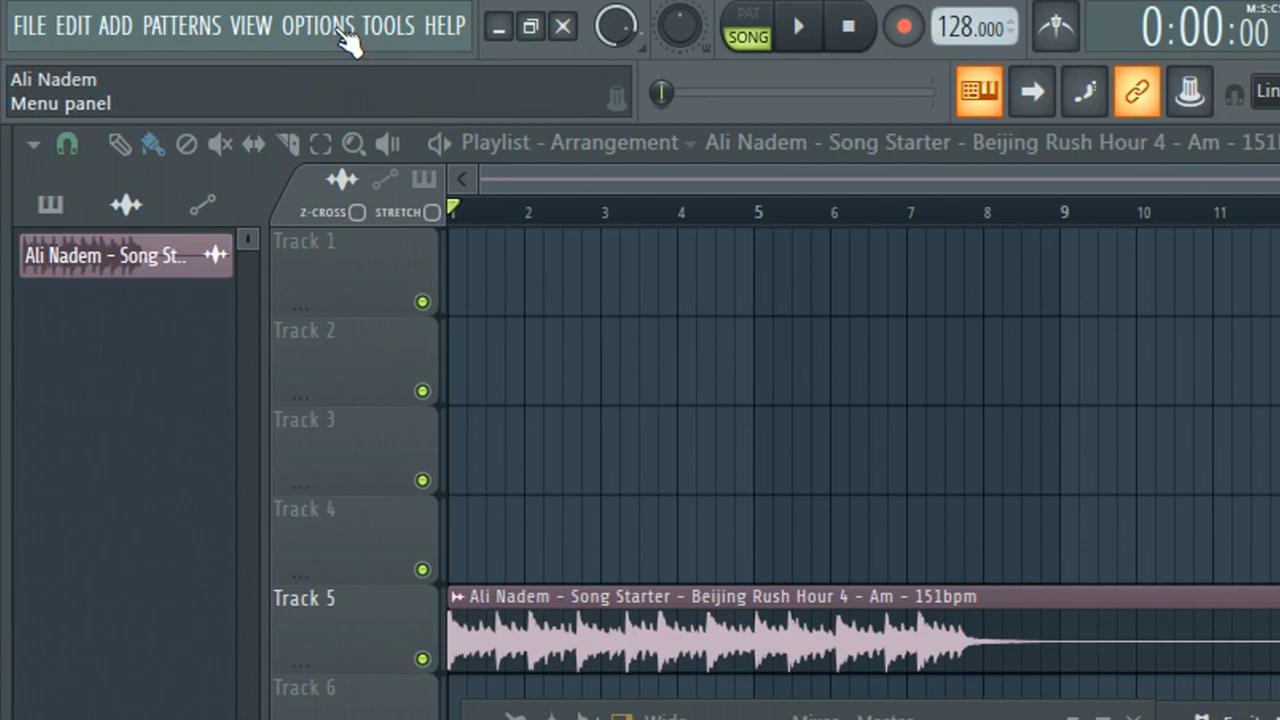 FILE EDIT ADD PATTERNS VIEW OPTIONS TOOLS HELP
PAT
SONG
128.000
M:S:C
0:00:00
Ali Nadem
Menu panel
Lin
Playlist - Arrangement
Ali Nadem - Song Starter - Beijing Rush Hour 4 - Am - 151
Z-CROSS
STRETCH
1 2 3 4 5 6 7 8 9 10 11
Ali Nadem - Song St..
Track 1
...
Track 2
...
Track 3
...
Track 4
...
Track 5
...
Ali Nadem - Song Starter - Beijing Rush Hour 4 - Am - 151bpm
Track 6